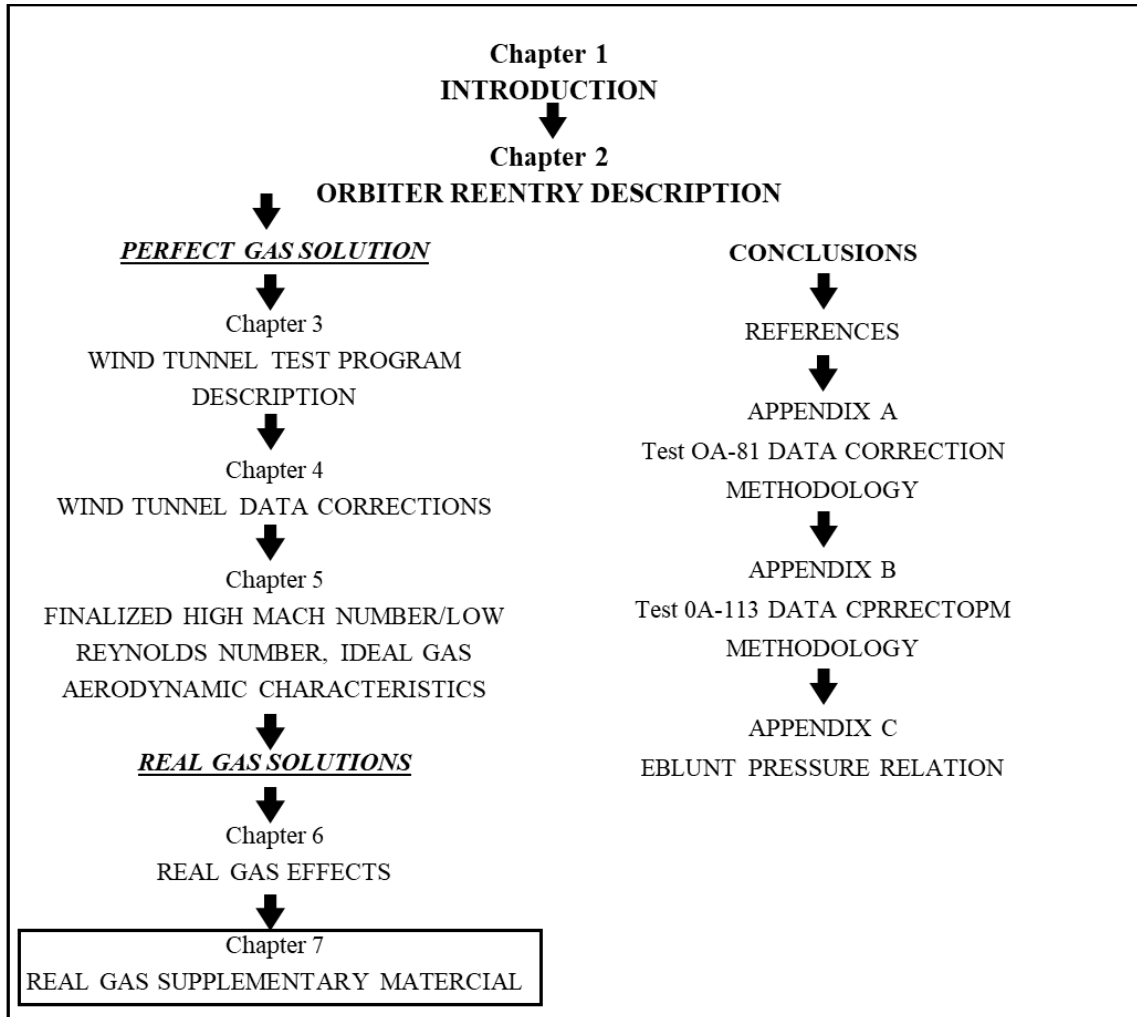 Chapter 1
INTRODUCTION
Chapter 2
ORBITER REENTRY DESCRIPTION
PERFECT GAS SOLUTION
Chapter 3
WIND TUNNEL TEST PROGRAM
DESCRIPTION
Chapter 4
WIND TUNNEL DATA CORRECTIONS
Chapter 5
FINALIZED HIGH MACH NUMBER/LOW
REYNOLDS NUMBER, IDEAL GAS
AERODYNAMIC CHARACTERISTICS
REAL GAS SOLUTIONS
Chapter 6
REAL GAS EFFECTS
Chapter 7
REAL GAS SUPPLEMENTARY MATERCIAL
CONCLUSIONS
REFERENCES
APPENDIX A
Test OA-81 DATA CORRECTION
METHODOLOGY
APPENDIX B
Test 0A-113 DATA CPRRECTOPM
METHODOLOGY
APPENDIX C
EBLUNT PRESSURE RELATION